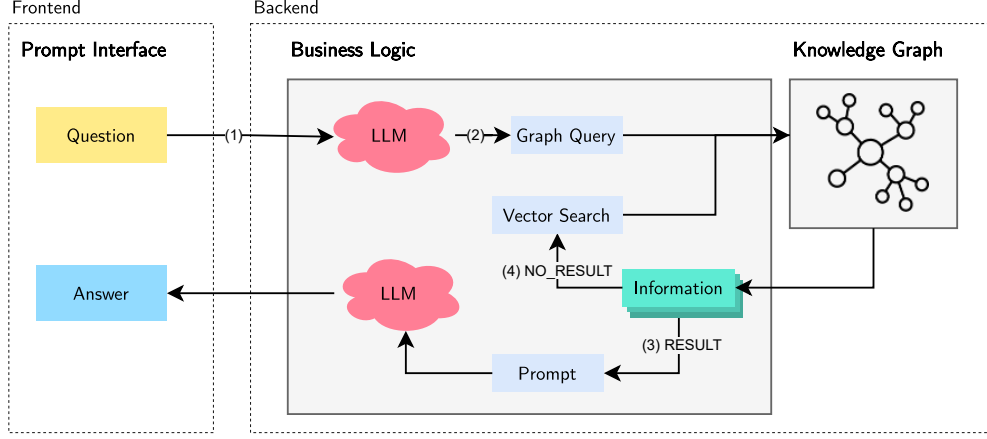 Frontend
Backend
Prompt Interface
Business Logic
Knowledge Graph
Question
(1)
LLM
(2)
Graph Query
Vector Search
(4) NO_RESULT
Information
Answer
LLM
(3) RESULT
Prompt